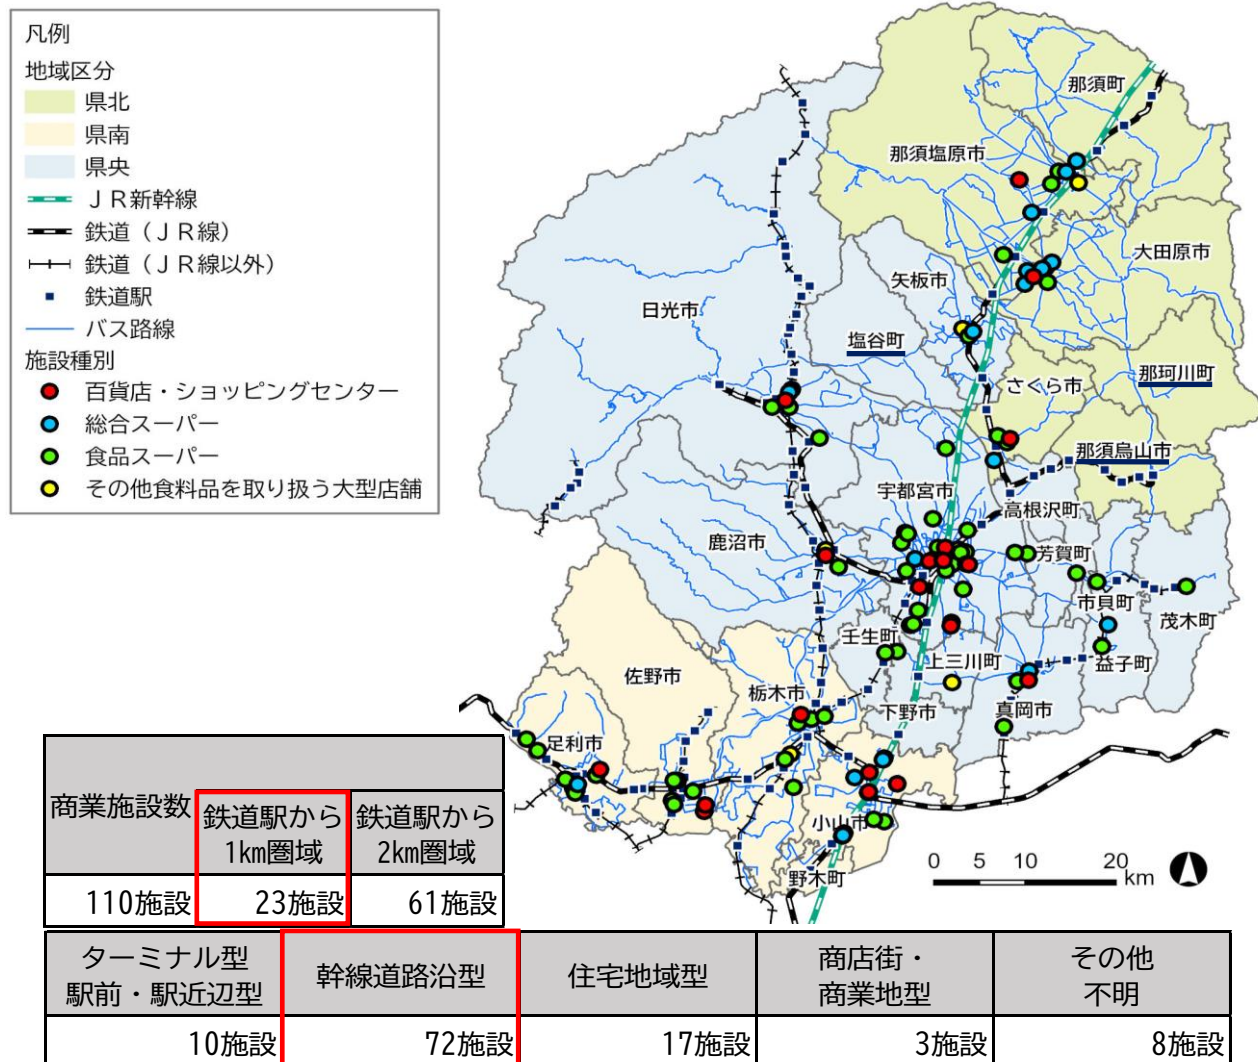 凡例
地域区分
県北
県南
県央
ＪＲ新幹線
鉄道（ＪＲ線）
鉄道（ＪＲ線以外）
鉄道駅
バス路線
施設種別
百貨店・ショッピングセンター
総合スーパー
食品スーパー
その他食料品を取り扱う大型店舗
那須町
那須塩原市
大田原市
矢板市
日光市
塩谷町
那珂川町
さくら市
那須烏山市
宇都宮市
高根沢町
鹿沼市
芳賀町
市貝町
茂木町
壬生町
上三川町
益子町
佐野市
栃木市
下野市
真岡市
足利市
小山市
野木町
0 5 10 20
km
商業施設数
鉄道駅から
1km圏域
鉄道駅から
2km圏域
110施設 23施設 61施設
ターミナル型
駅前・駅近辺型
幹線道路沿型
住宅地域型
商店街・
商業地型
その他
不明
10施設 72施設 17施設 3施設 8施設